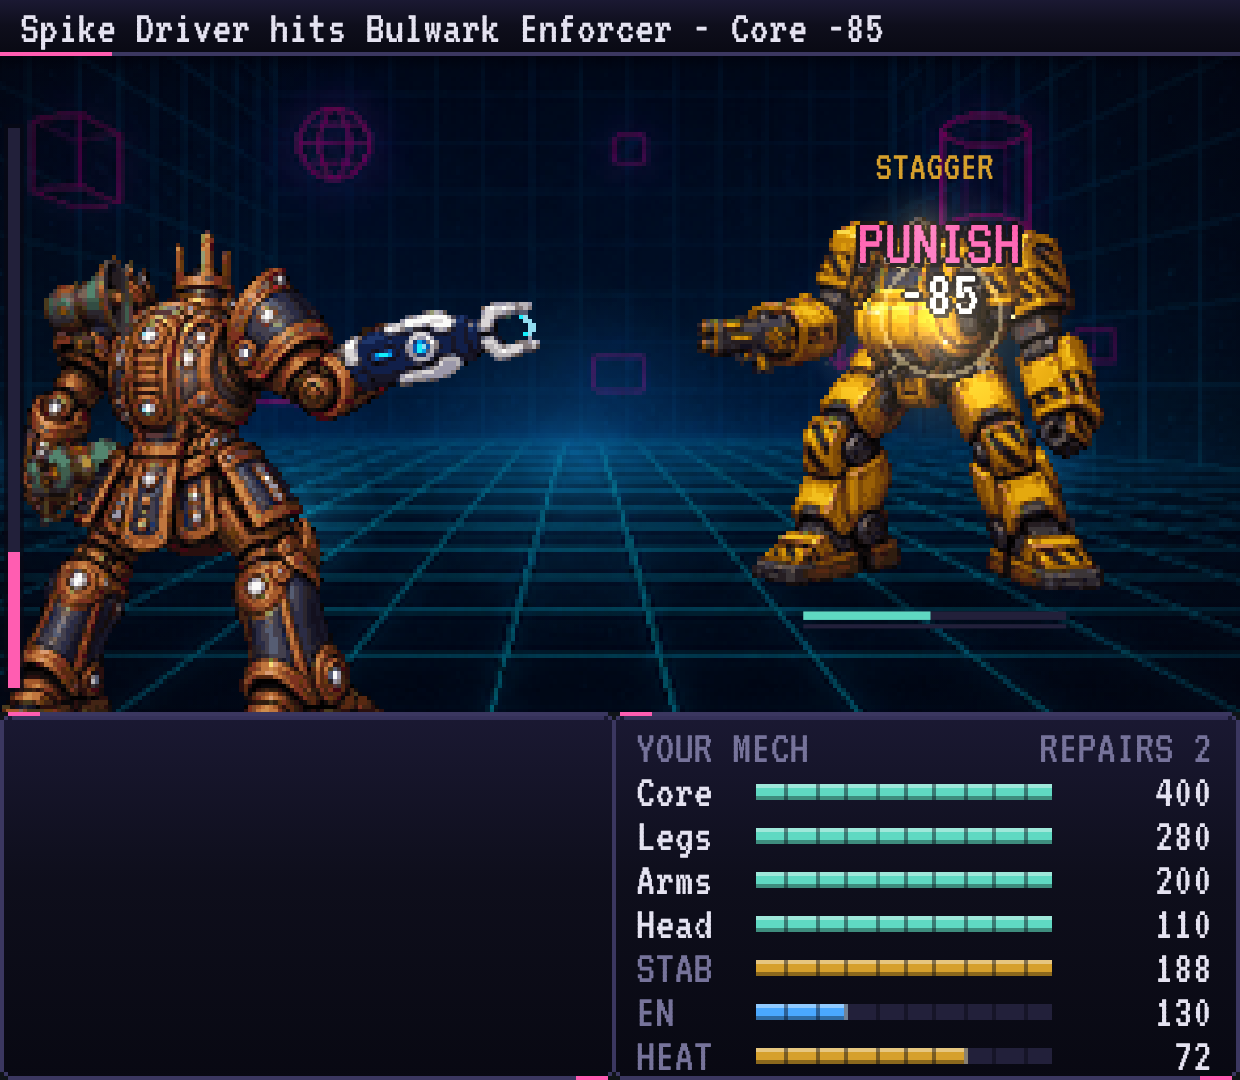 Spike Driver hits Bulwark Enforcer - Core -85
STAGGER
PUNISH
-85
YOUR MECH REPAIRS 2
Core 400
Legs 280
Arms 200
Head 110
STAB 188
EN 130
HEAT 72